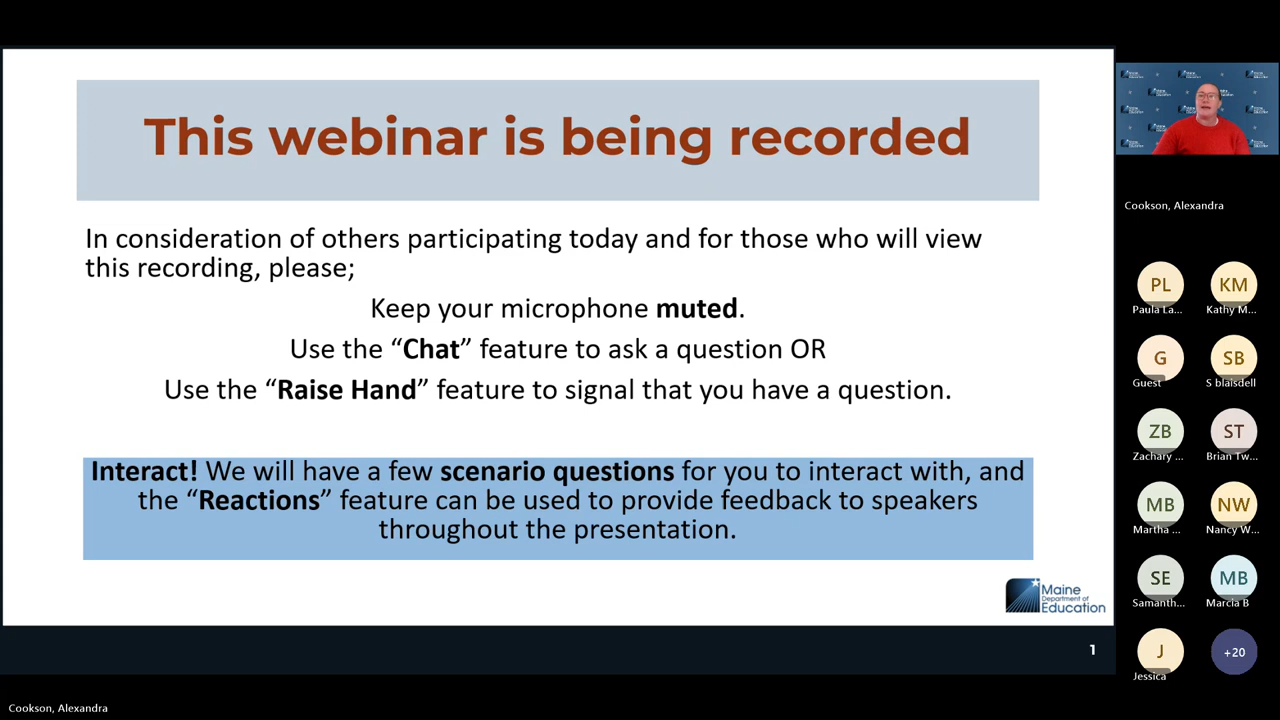 This webinar is being recorded
In consideration of others participating today and for those who will view
this recording, please;
Keep your microphone muted.
Use the “Chat” feature to ask a question OR
Use the “Raise Hand” feature to signal that you have a question.
Interact! We will have a few scenario questions for you to interact with, and
the “Reactions” feature can be used to provide feedback to speakers
throughout the presentation.
Maine
Department of
Education
1
Cookson, Alexandra
PL
KM
Paula La...
Kathy M...
G
SB
Guest
S blaisdell
ZB
ST
Zachary ...
Brian Tw...
MB
NW
Martha ...
Nancy W...
SE
MB
Samanth...
Marcia B
J
+20
Jessica
Cookson, Alexandra